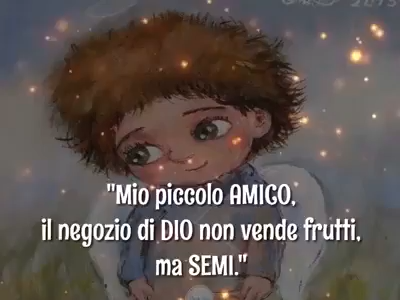 "Mio piccolo AMICO,
il negozio di DIO non vende frutti,
ma SEMI."